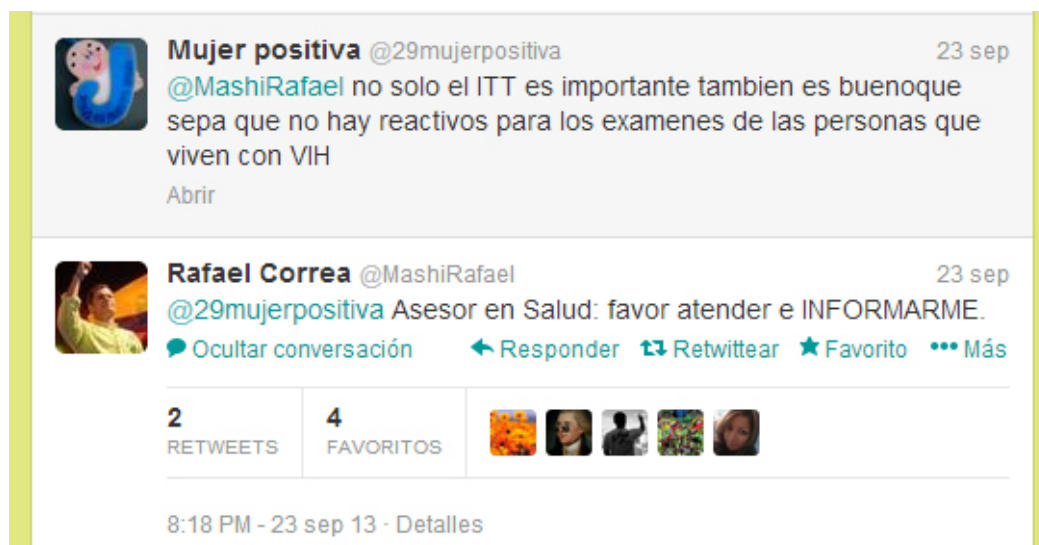 Mujer positiva @29mujerpositiva 23 sep
@MashiRafael no solo el ITT es importante tambien es buenoque
sepa que no hay reactivos para los examenes de las personas que
viven con VIH
Abrir
Rafael Correa @MashiRafael 23 sep
@29mujerpositiva Asesor en Salud: favor atender e INFORMARME.
Ocultar conversación Responder Retwittear Favorito Más
2 4
RETWEETS FAVORITOS
8:18 PM - 23 sep 13 · Detalles